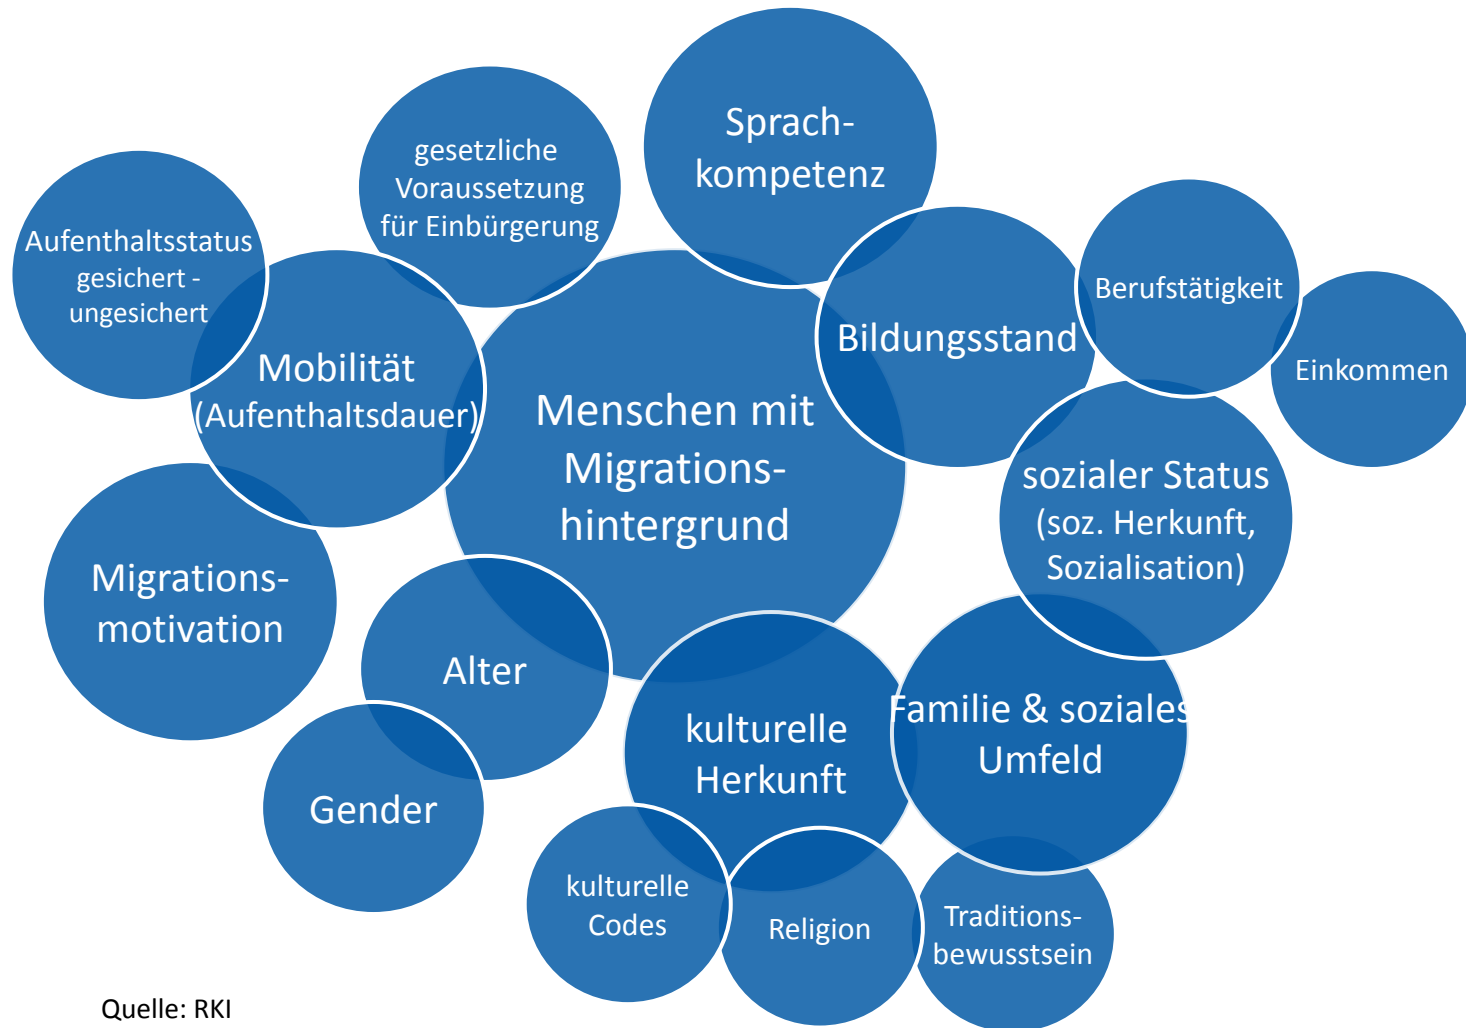 Sprach-
kompetenz
gesetzliche
Voraussetzung
für Einbürgerung
Aufenthaltsstatus
gesichert -
ungesichert
Mobilität
(Aufenthaltsdauer)
Menschen mit
Migrations-
hintergrund
Bildungsstand
Berufstätigkeit
Einkommen
sozialer Status
(soz. Herkunft,
Sozialisation)
Migrations-
motivation
Alter
Gender
kulturelle
Herkunft
Familie & soziales
Umfeld
kulturelle
Codes
Religion
Traditions-
bewusstsein
Quelle: RKI